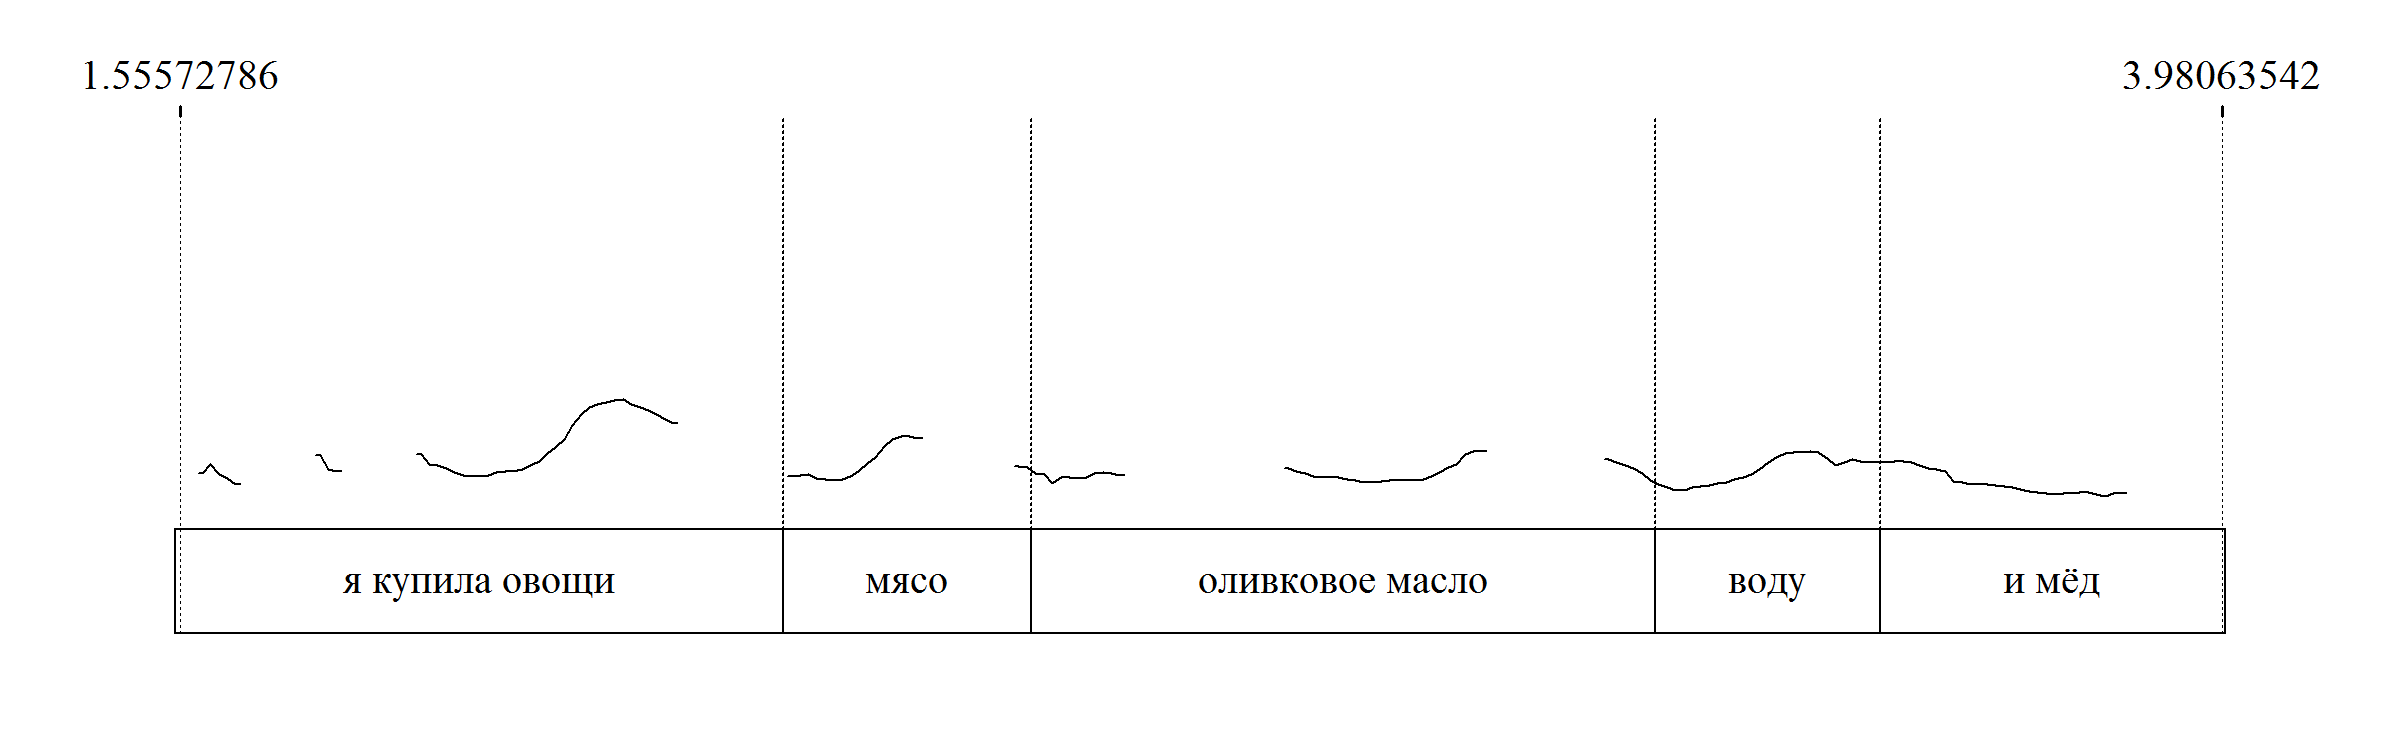 1.55572786 3.98063542
я купила овощи мясо оливковое масло воду и мёд